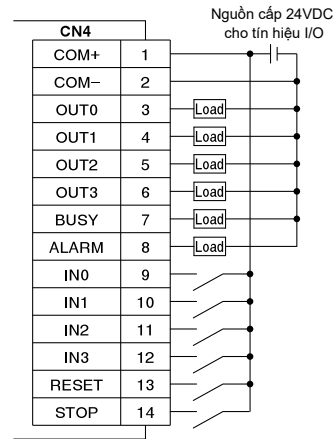 Nguồn cấp 24VDC
cho tín hiệu I/O
CN4
COM+ 1
COM− 2
OUT0 3 Load
OUT1 4 Load
OUT2 5 Load
OUT3 6 Load
BUSY 7 Load
ALARM 8 Load
IN0 9
IN1 10
IN2 11
IN3 12
RESET 13
STOP 14